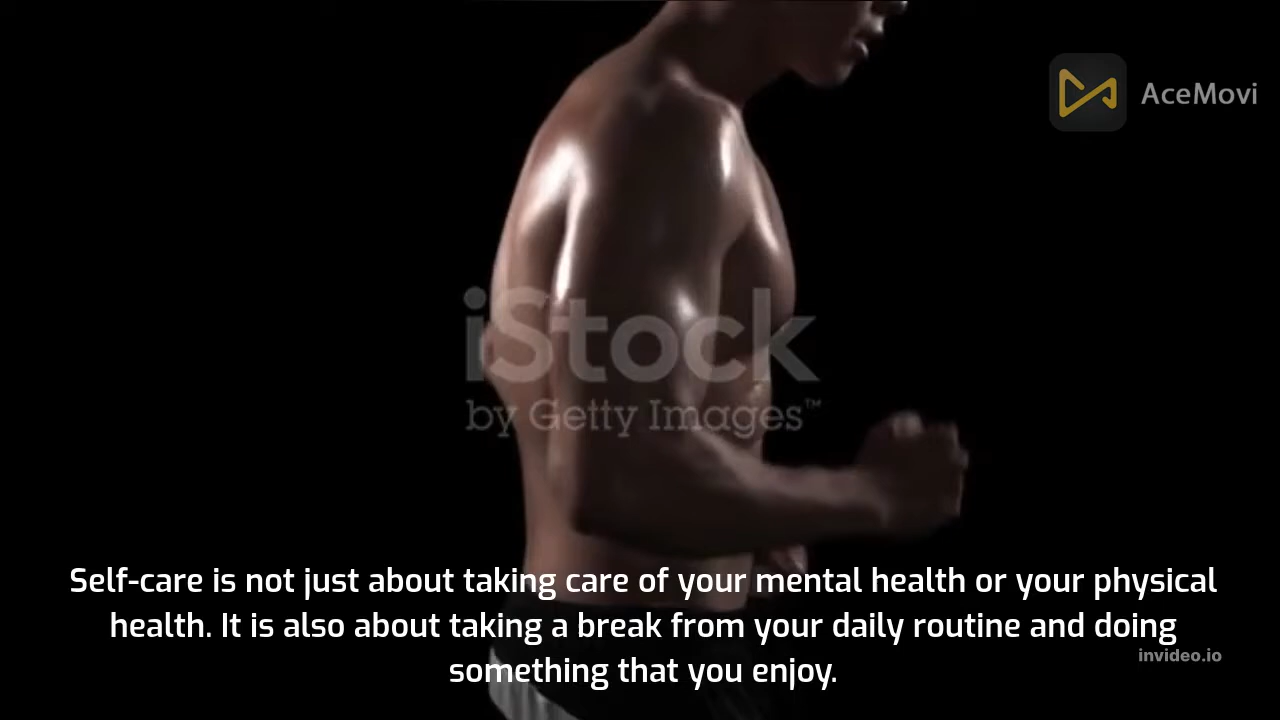 AceMovi
iStock
by Getty Images™
Self-care is not just about taking care of your mental health or your physical
health. It is also about taking a break from your daily routine and doing
something that you enjoy.
invideo.io